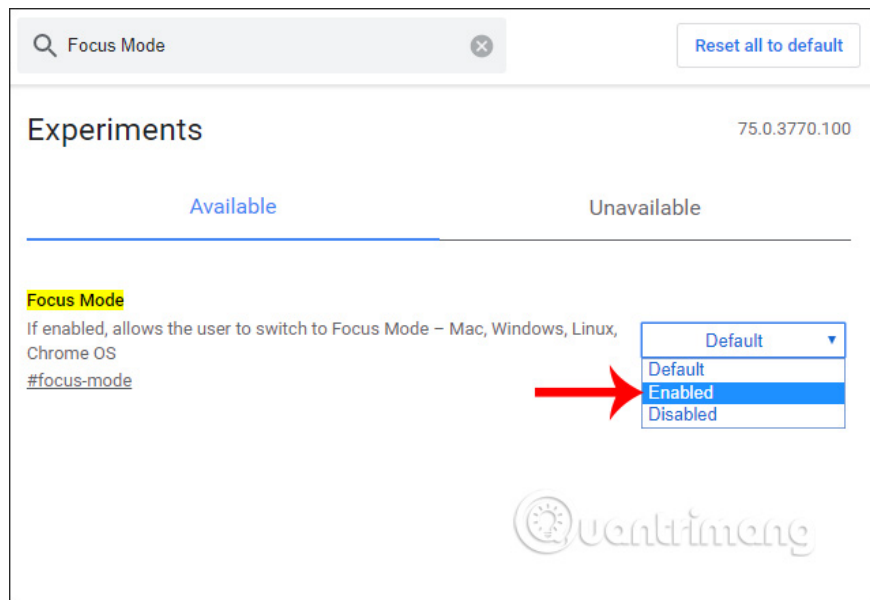 Focus Mode
Reset all to default
Experiments
75.0.3770.100
Available
Unavailable
Focus Mode
If enabled, allows the user to switch to Focus Mode – Mac, Windows, Linux,
Chrome OS
#focus-mode
Default
Default
Enabled
Disabled
Quantrimang